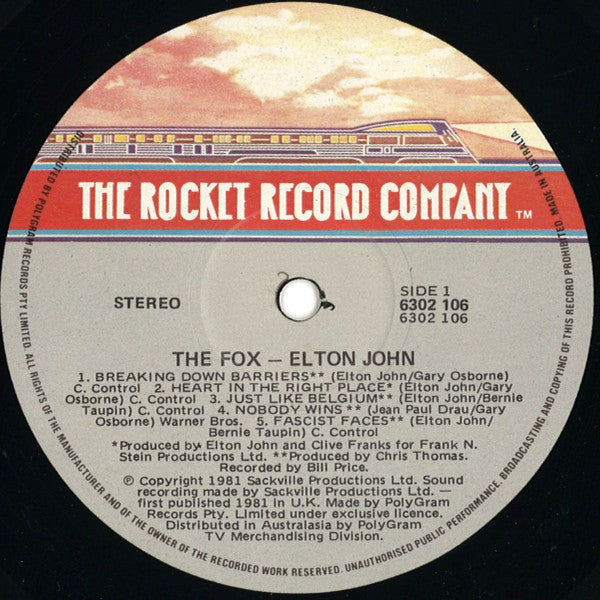 THE ROCKET RECORD COMPANY TM
STEREO
SIDE 1
6302 106
6302 106
THE FOX – ELTON JOHN
1. BREAKING DOWN BARRIERS** (Elton John/Gary Osborne)
C. Control 2. HEART IN THE RIGHT PLACE* (Elton John/Gary
Osborne) C. Control 3. JUST LIKE BELGIUM** (Elton John/Bernie
Taupin) C. Control 4. NOBODY WINS ** (Jean Paul Drau/Gary
Osborne) Warner Bros. 5. FASCIST FACES** (Elton John/
Bernie Taupin) C. Control
*Produced by Elton John and Clive Franks for Frank N.
Stein Productions Ltd. **Produced by Chris Thomas.
Recorded by Bill Price.
℗ Copyright 1981 Sackville Productions Ltd. Sound
recording made by Sackville Productions Ltd. —
first published 1981 in U.K. Made by PolyGram
Records Pty. Limited under exclusive licence.
Distributed in Australasia by PolyGram
TV Merchandising Division.
DISTRIBUTED BY POLYGRAM RECORDS PTY LIMITED. ALL RIGHTS OF THE MANUFACTURER AND OF THE OWNER OF THE RECORDED WORK RESERVED. UNAUTHORISED PUBLIC PERFORMANCE, BROADCASTING AND COPYING OF THIS RECORD PROHIBITED. MADE IN AUSTRALIA.